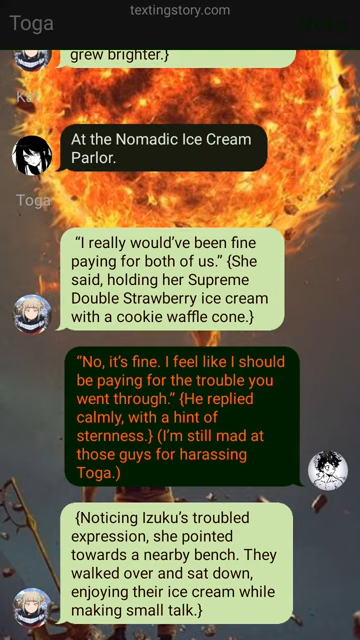 textingstory.com
Toga
grew brighter.}
At the Nomadic Ice Cream
Parlor.
Toga
“I really would’ve been fine
paying for both of us.” {She
said, holding her Supreme
Double Strawberry ice cream
with a cookie waffle cone.}
“No, it’s fine. I feel like I should
be paying for the trouble you
went through.” {He replied
calmly, with a hint of
sternness.} (I’m still mad at
those guys for harassing
Toga.)
{Noticing Izuku’s troubled
expression, she pointed
towards a nearby bench. They
walked over and sat down,
enjoying their ice cream while
making small talk.}